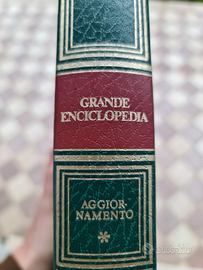 GRANDE
ENCICLOPEDIA
AGGIOR-
NAMENTO
*